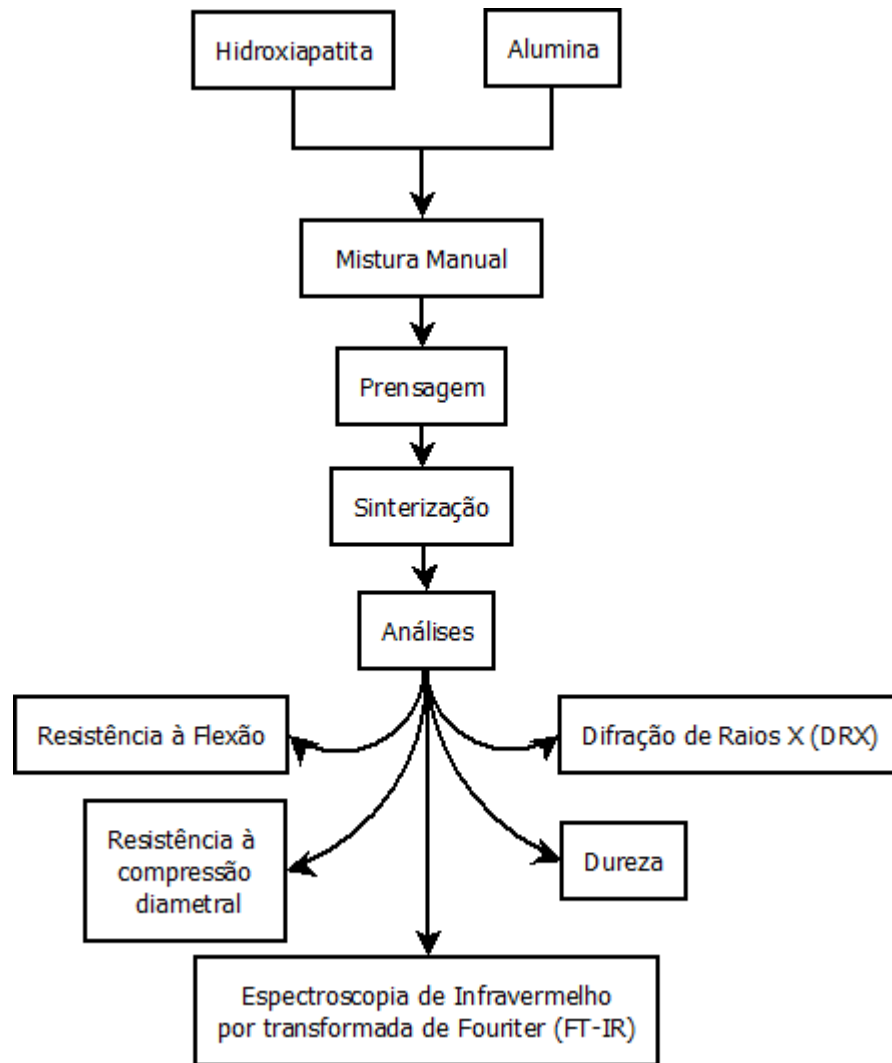 Hidroxiapatita
Alumina
Mistura Manual
Prensagem
Sinterização
Análises
Resistência à Flexão
Difração de Raios X (DRX)
Resistência à
compressão
diametral
Dureza
Espectroscopia de Infravermelho
por transformada de Fouriter (FT-IR)